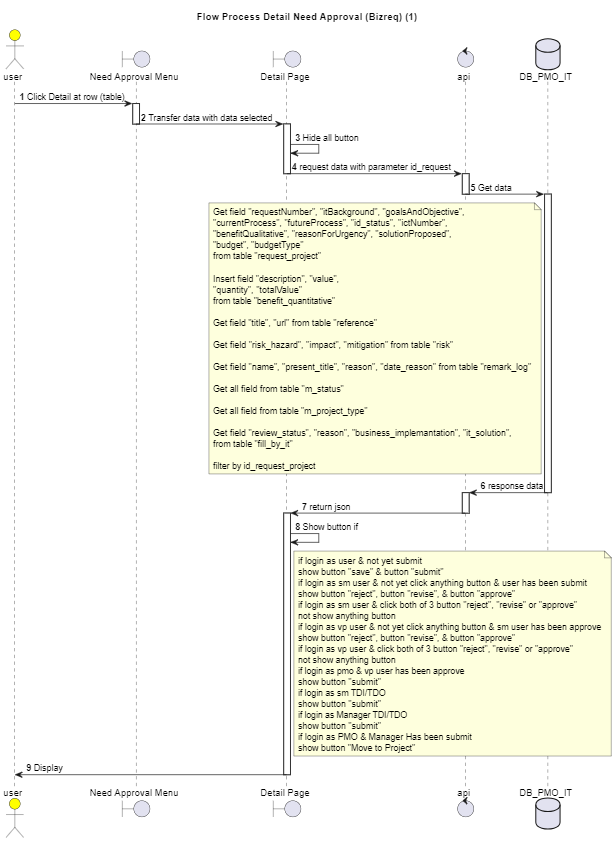 Flow Process Detail Need Approval (Bizreq) (1)
user
Need Approval Menu
Detail Page
api
DB_PMO_IT
1 Click Detail at row (table)
2 Transfer data with data selected
3 Hide all button
4 request data with parameter id_request
5 Get data
Get field "requestNumber", "itBackground", "goalsAndObjective",
"currentProcess", "futureProcess", "id_status", "ictNumber",
"benefitQualitative", "reasonForUrgency", "solutionProposed",
"budget", "budgetType"
from table "request_project"
Insert field "description", "value",
"quantity", "totalValue"
from table "benefit_quantitative"
Get field "title", "url" from table "reference"
Get field "risk_hazard", "impact", "mitigation" from table "risk"
Get field "name", "present_title", "reason", "date_reason" from table "remark_log"
Get all field from table "m_status"
Get all field from table "m_project_type"
Get field "review_status", "reason", "business_implemantation", "it_solution",
from table "fill_by_it"
filter by id_request_project
6 response data
7 return json
8 Show button if
if login as user & not yet submit
show button "save" & button "submit"
if login as sm user & not yet click anything button & user has been submit
show button "reject", button "revise", & button "approve"
if login as sm user & click both of 3 button "reject", "revise" or "approve"
not show anything button
if login as vp user & not yet click anything button & sm user has been approve
show button "reject", button "revise", & button "approve"
if login as vp user & click both of 3 button "reject", "revise" or "approve"
not show anything button
if login as pmo & vp user has been approve
show button "submit"
if login as sm TDI/TDO
show button "submit"
if login as Manager TDI/TDO
show button "submit"
if login as PMO & Manager Has been submit
show button "Move to Project"
9 Display
user
Need Approval Menu
Detail Page
api
DB_PMO_IT